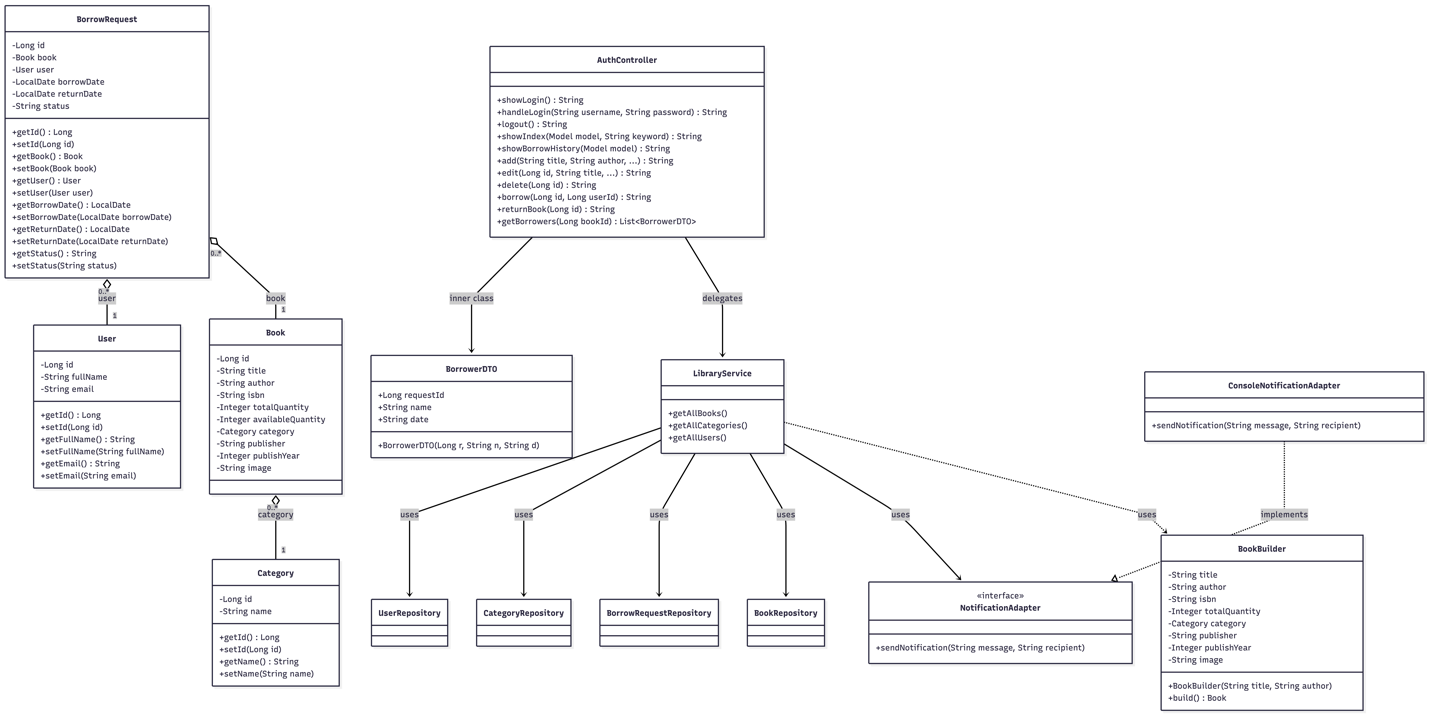 BorrowRequest
-Long id
-Book book
-User user
-LocalDate borrowDate
-LocalDate returnDate
-String status
+getId() : Long
+setId(Long id)
+getBook() : Book
+setBook(Book book)
+getUser() : User
+setUser(User user)
+getBorrowDate() : LocalDate
+setBorrowDate(LocalDate borrowDate)
+getReturnDate() : LocalDate
+setReturnDate(LocalDate returnDate)
+getStatus() : String
+setStatus(String status)
0..*
user
1
0..*
book
1
User
-Long id
-String fullName
-String email
+getId() : Long
+setId(Long id)
+getFullName() : String
+setFullName(String fullName)
+getEmail() : String
+setEmail(String email)
Book
-Long id
-String title
-String author
-String isbn
-Integer totalQuantity
-Integer availableQuantity
-Category category
-String publisher
-Integer publishYear
-String image
0..*
category
1
Category
-Long id
-String name
+getId() : Long
+setId(Long id)
+getName() : String
+setName(String name)
AuthController
+showLogin() : String
+handleLogin(String username, String password) : String
+logout() : String
+showIndex(Model model, String keyword) : String
+showBorrowHistory(Model model) : String
+add(String title, String author, ...) : String
+edit(Long id, String title, ...) : String
+delete(Long id) : String
+borrow(Long id, Long userId) : String
+returnBook(Long id) : String
+getBorrowers(Long bookId) : List<BorrowerDTO>
inner class
delegates
BorrowerDTO
+Long requestId
+String name
+String date
+BorrowerDTO(Long r, String n, String d)
LibraryService
+getAllBooks()
+getAllCategories()
+getAllUsers()
uses
uses
uses
uses
uses
uses
implements
UserRepository
CategoryRepository
BorrowRequestRepository
BookRepository
«interface»
NotificationAdapter
+sendNotification(String message, String recipient)
ConsoleNotificationAdapter
+sendNotification(String message, String recipient)
BookBuilder
-String title
-String author
-String isbn
-Integer totalQuantity
-Category category
-String publisher
-Integer publishYear
-String image
+BookBuilder(String title, String author)
+build() : Book